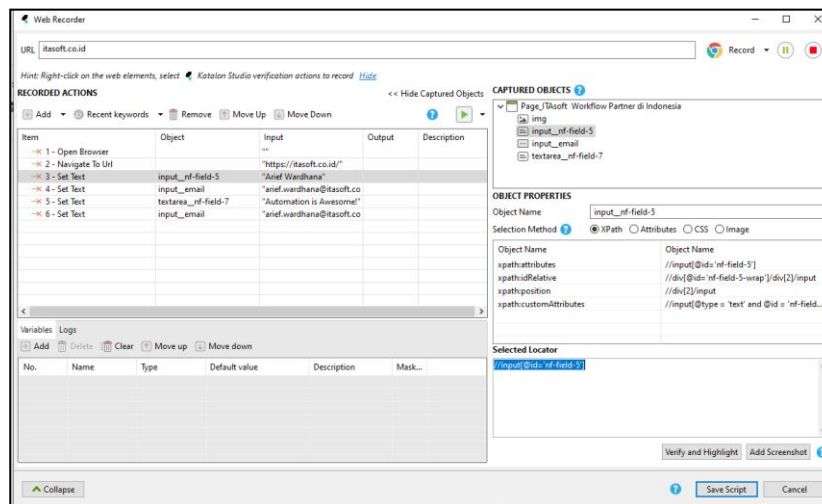 Web Recorder
URL itasoft.co.id
Record
Hint: Right-click on the web elements, select Katalon Studio verification actions to record Hide
RECORDED ACTIONS
<< Hide Captured Objects
Add Recent keywords Remove Move Up Move Down
Item Object Input Output Description
1 - Open Browser ""
2 - Navigate To Url "https://itasoft.co.id/"
3 - Set Text input__nf-field-5 "Arief Wardhana"
4 - Set Text input__email "arief.wardhana@itasoft.co
5 - Set Text textarea__nf-field-7 "Automation is Awesome!"
6 - Set Text input__email "arief.wardhana@itasoft.co
Variables Logs
Add Delete Clear Move up Move down
No. Name Type Default value Description Mask...
CAPTURED OBJECTS
Page_ITAsoft Workflow Partner di Indonesia
img
input__nf-field-5
input__email
textarea__nf-field-7
OBJECT PROPERTIES
Object Name input__nf-field-5
Selection Method XPath Attributes CSS Image
Object Name Object Name
xpath:attributes //input[@id='nf-field-5']
xpath:idRelative //div[@id='nf-field-5-wrap']/div[2]/input
xpath:position //div[2]/input
xpath:customAttributes //input[@type = 'text' and @id = 'nf-field...
Selected Locator
//input[@id='nf-field-5']
Verify and Highlight Add Screenshot
Collapse
Save Script Cancel